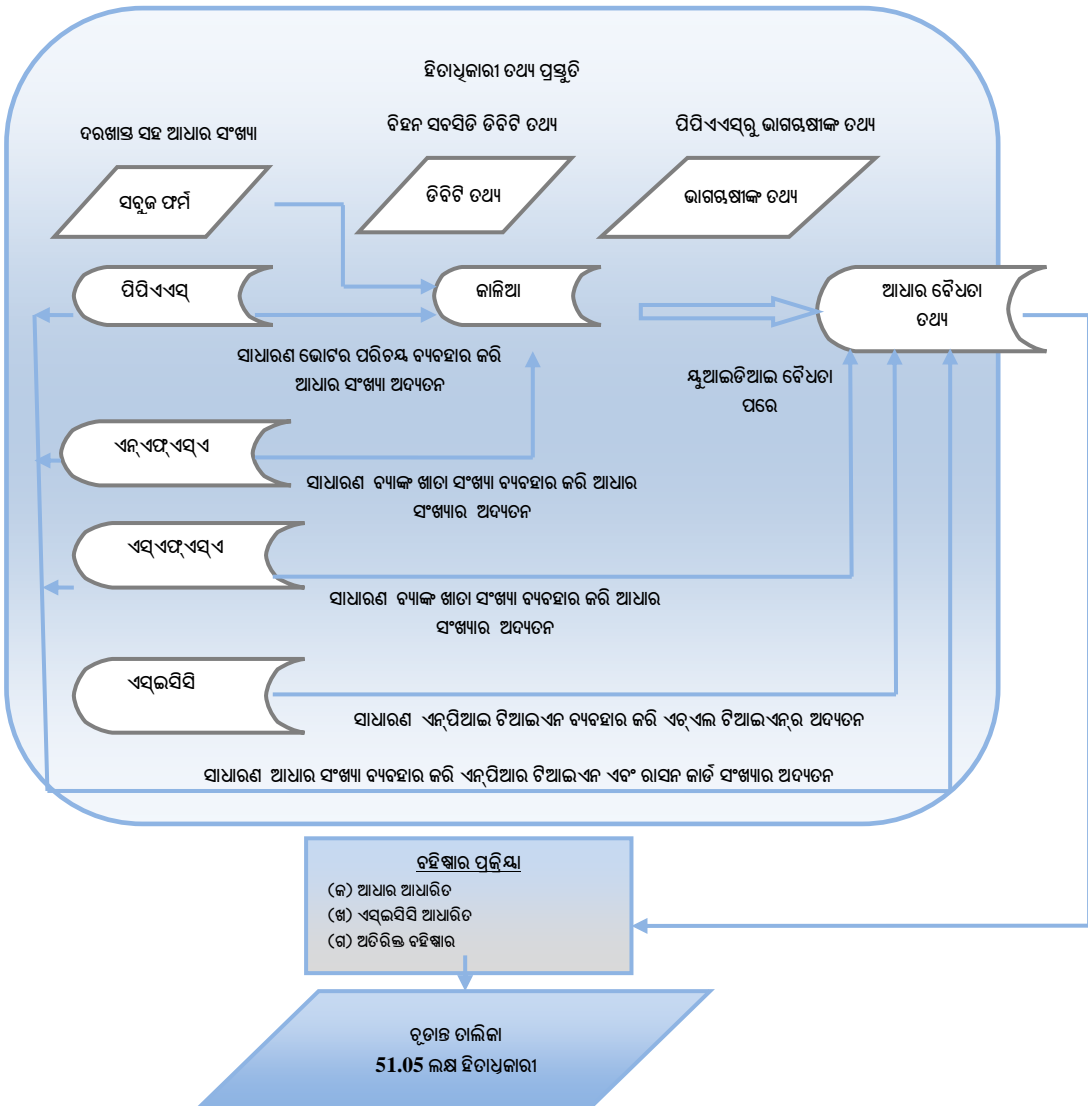 ହିତାଧିକାରୀ ତଥ୍ୟ ପ୍ରସ୍ତୁତି
ଦରଖାସ୍ତ ସହ ଆଧାର ସଂଖ୍ୟା
ବିହନ ସବସିଡି ଡିବିଟି ତଥ୍ୟ
ପିପିଏଏସ୍‌ରୁ ଭାଗଚାଷୀଙ୍କ ତଥ୍ୟ
ସବୁଜ ଫର୍ମ
ଡିବିଟି ତଥ୍ୟ
ଭାଗଚାଷୀଙ୍କ ତଥ୍ୟ
ପିପିଏଏସ୍
କାଳିଆ
ଆଧାର ବୈଧତା
ତଥ୍ୟ
ସାଧାରଣ ଭୋଟର ପରିଚୟ ବ୍ୟବହାର କରି
ଆଧାର ସଂଖ୍ୟା ଅଦ୍ୟତନ
ୟୁଆଇଡିଆଇ ବୈଧତା
ପରେ
ଏନ୍‌ଏଫ୍‌ଏସ୍‌ଏ
ସାଧାରଣ ବ୍ୟାଙ୍କ ଖାତା ସଂଖ୍ୟା ବ୍ୟବହାର କରି ଆଧାର
ସଂଖ୍ୟାର ଅଦ୍ୟତନ
ଏସ୍‌ଏଫ୍‌ଏସ୍‌ଏ
ସାଧାରଣ ବ୍ୟାଙ୍କ ଖାତା ସଂଖ୍ୟା ବ୍ୟବହାର କରି ଆଧାର
ସଂଖ୍ୟାର ଅଦ୍ୟତନ
ଏସ୍‌ଇସିସି
ସାଧାରଣ ଏନ୍‌ପିଆଇ ଟିଆଇଏନ ବ୍ୟବହାର କରି ଏଚ୍‌ଏଲ ଟିଆଇଏନ୍‌ର ଅଦ୍ୟତନ
ସାଧାରଣ ଆଧାର ସଂଖ୍ୟା ବ୍ୟବହାର କରି ଏନ୍‌ପିଆର ଟିଆଇଏନ ଏବଂ ରାସନ କାର୍ଡ ସଂଖ୍ୟାର ଅଦ୍ୟତନ
ବହିଷ୍କାର ପ୍ରକ୍ରିୟା
(କ) ଆଧାର ଆଧାରିତ
(ଖ) ଏସ୍‌ଇସିସି ଆଧାରିତ
(ଗ) ଅତିରିକ୍ତ ବହିଷ୍କାର
ଚୂଡାନ୍ତ ତାଲିକା
51.05 ଲକ୍ଷ ହିତାଧିକାରୀ